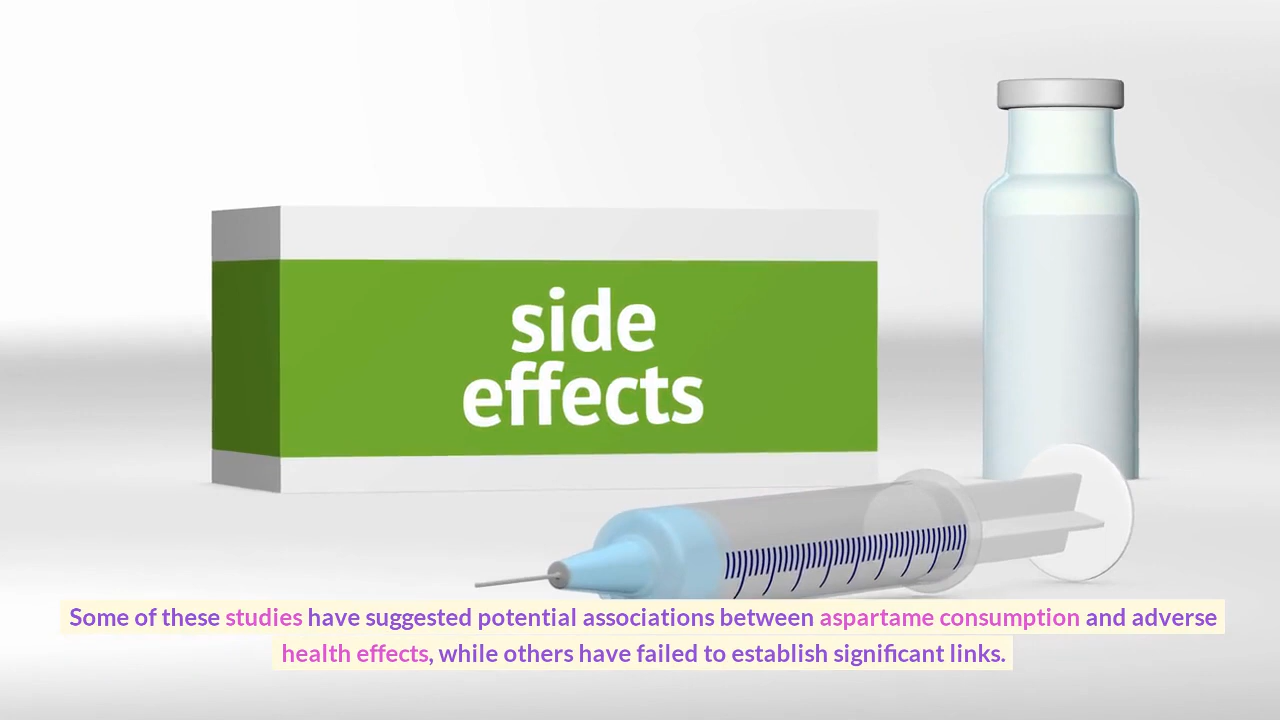 side
effects
Some of these studies have suggested potential associations between aspartame consumption and adverse
health effects, while others have failed to establish significant links.